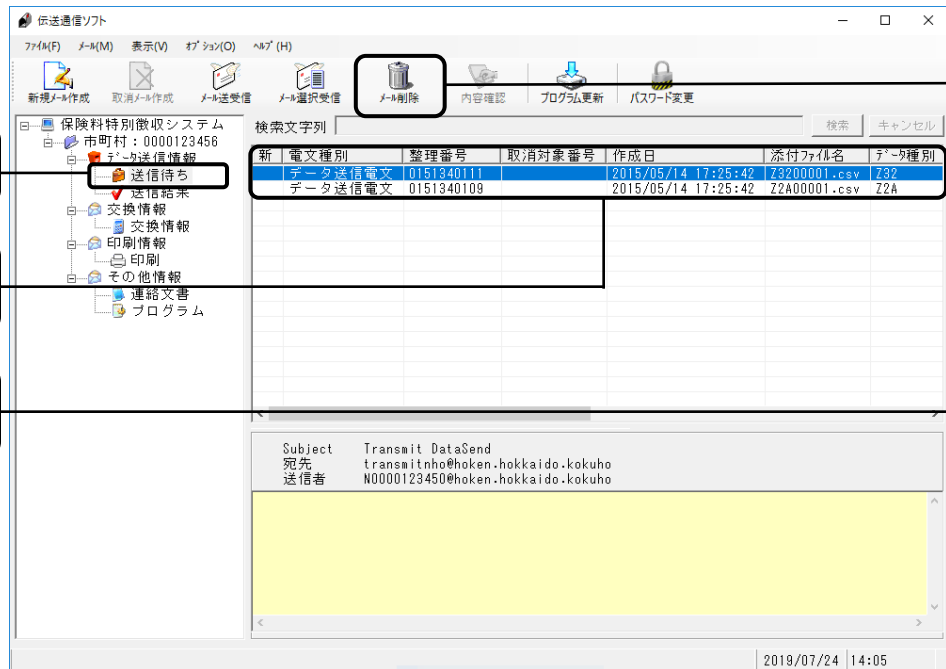 伝送通信ソフト
ﾌｧｲﾙ(F) ﾒｰﾙ(M) 表示(V) ｵﾌﾟｼｮﾝ(O) ﾍﾙﾌﾟ(H)
新規ﾒｰﾙ作成 取消ﾒｰﾙ作成 ﾒｰﾙ送受信 ﾒｰﾙ選択受信 ﾒｰﾙ削除 内容確認 ﾌﾟﾛｸﾞﾗﾑ更新 ﾊﾟｽﾜｰﾄﾞ変更
保険料特別徴収システム
市町村：0000123456
ﾃﾞｰﾀ送信情報
送信待ち
送信結果
交換情報
交換情報
印刷情報
印刷
その他情報
連絡文書
プログラム
検索文字列 検索 キャンセル
新 電文種別 整理番号 取消対象番号 作成日 添付ﾌｧｲﾙ名 ﾃﾞｰﾀ種別
データ送信電文 0151340111 2015/05/14 17:25:42 Z3200001.csv Z32
データ送信電文 0151340109 2015/05/14 17:25:42 Z2A00001.csv Z2A
Subject Transmit DataSend
宛先 transmitnho@hoken.hokkaido.kokuho
送信者 N0000123450@hoken.hokkaido.kokuho
2019/07/24 14:05